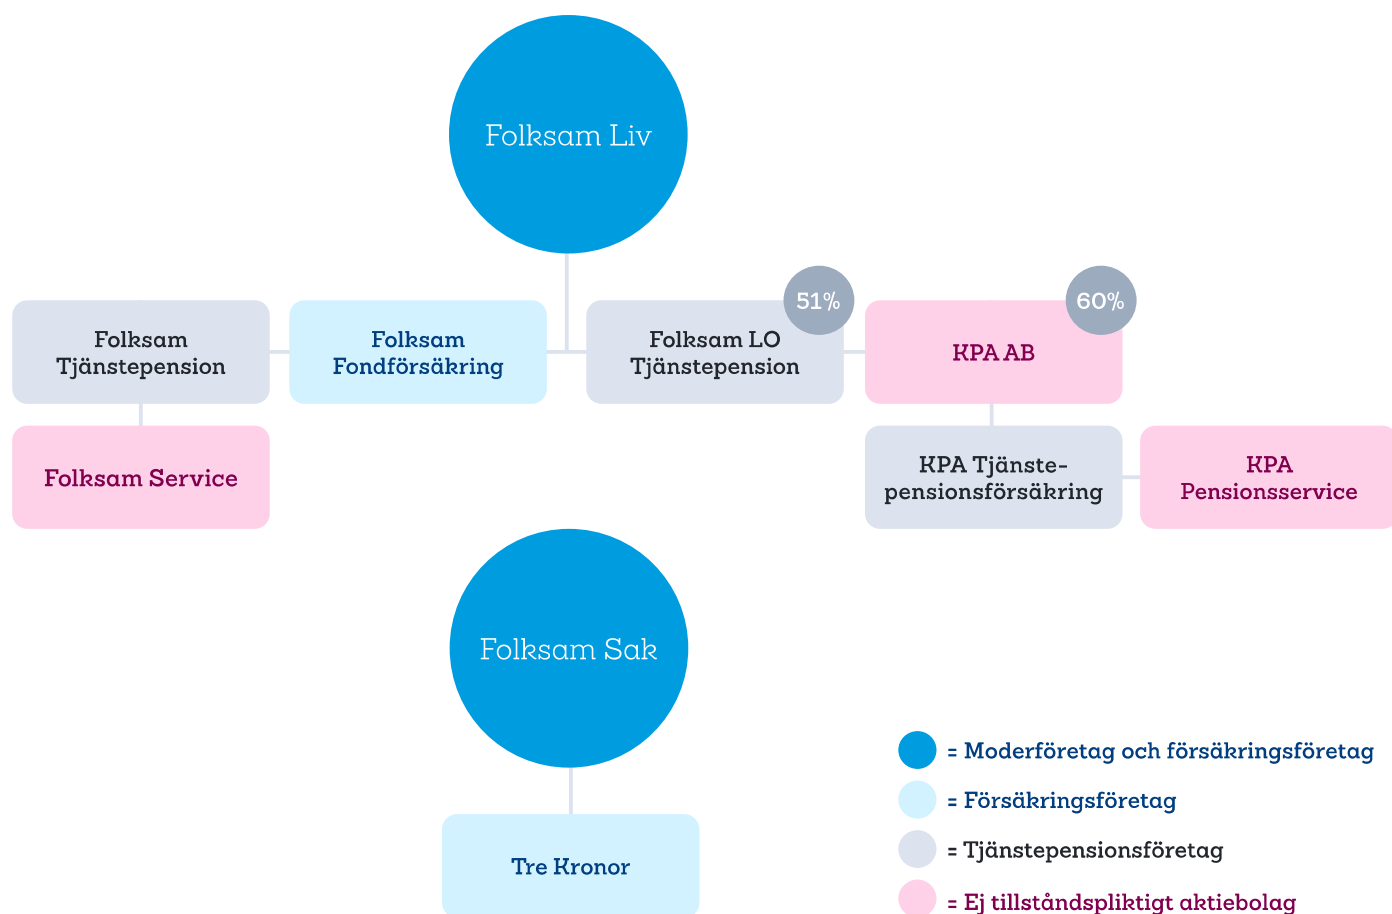 Folksam Liv
51%
60%
Folksam
Tjänstepension
Folksam
Fondförsäkring
Folksam LO
Tjänstepension
KPA AB
Folksam Service
KPA Tjänste-
pensionsförsäkring
KPA
Pensionsservice
Folksam Sak
Tre Kronor
= Moderföretag och försäkringsföretag
= Försäkringsföretag
= Tjänstepensionsföretag
= Ej tillståndspliktigt aktiebolag